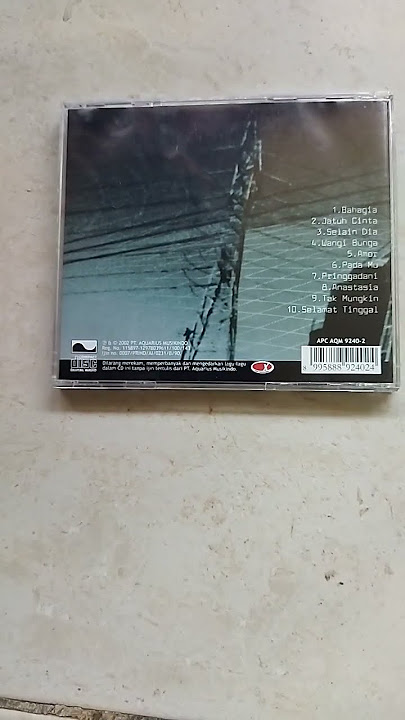 1.Bahagia
2.Jatuh Cinta
3.Selain Dia
4.Wangi Bunga
5.Amor
6.Pada Mu
7.Pringgadani
8.Anastasia
9.Tak Mungkin
10.Selamat Tinggal
℗ & © 2002 PT. AQUARIUS MUSIKINDO.
Dilarang merekam, memperbanyak dan mengedarkan lagu-lagu
dalam CD ini tanpa ijin tertulis dari PT. Aquarius Musikindo.
APC AQM 9240-2
8 995888 924024